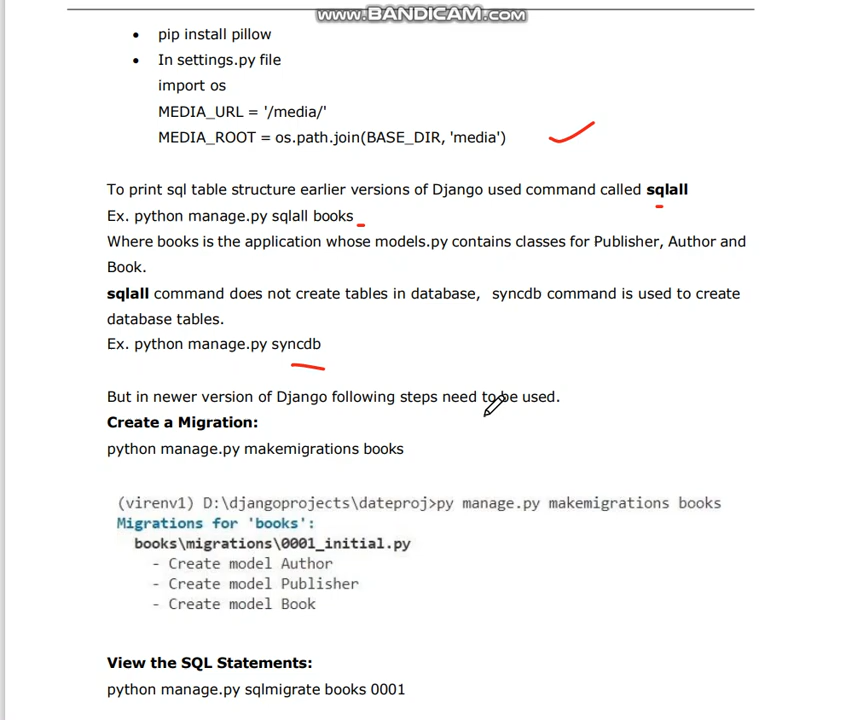 www.BANDICAM.com
• pip install pillow
• In settings.py file
import os
MEDIA_URL = '/media/'
MEDIA_ROOT = os.path.join(BASE_DIR, 'media')
To print sql table structure earlier versions of Django used command called sqlall
Ex. python manage.py sqlall books
Where books is the application whose models.py contains classes for Publisher, Author and
Book.
sqlall command does not create tables in database, syncdb command is used to create
database tables.
Ex. python manage.py syncdb
But in newer version of Django following steps need to be used.
Create a Migration:
python manage.py makemigrations books
(virenv1) D:\djangoprojects\dateproj>py manage.py makemigrations books
Migrations for 'books':
books\migrations\0001_initial.py
- Create model Author
- Create model Publisher
- Create model Book
View the SQL Statements:
python manage.py sqlmigrate books 0001